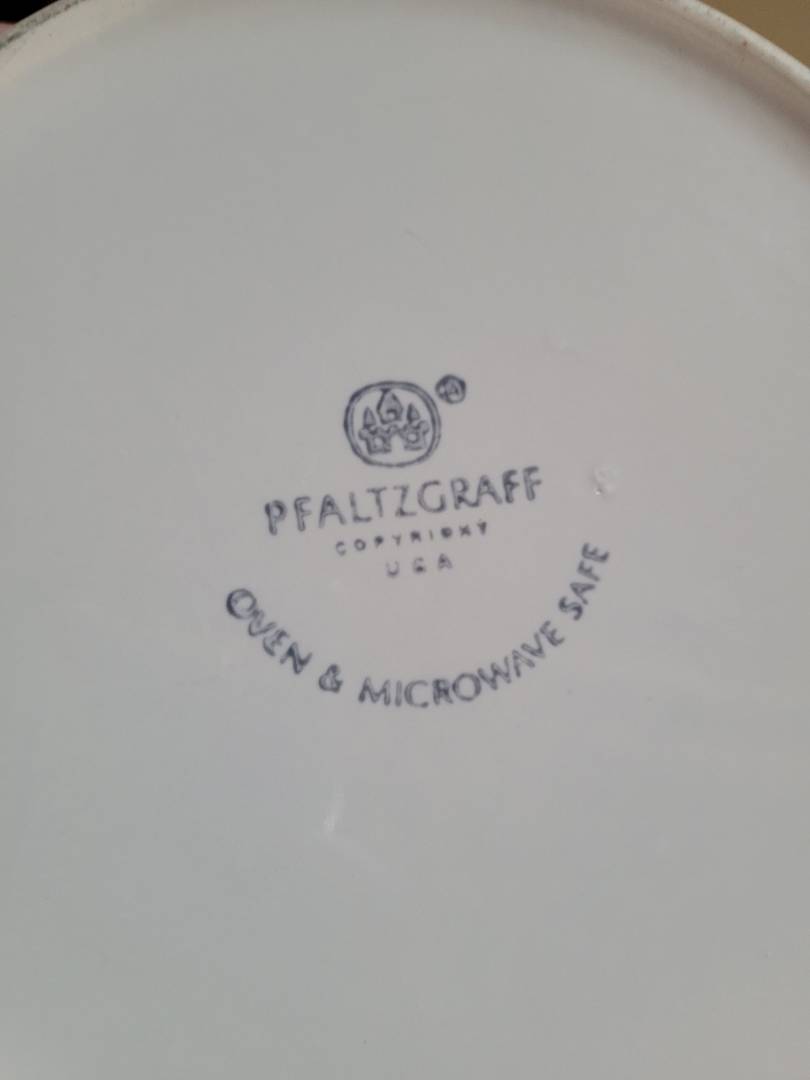 PFALTZGRAFF
COPYRIGHT
USA
OVEN & MICROWAVE SAFE